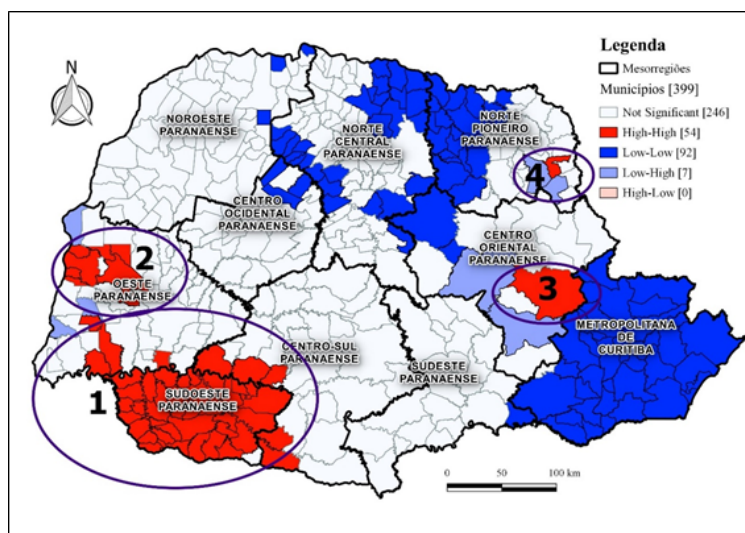 Legenda
Mesorregiões
Municípios [399]
Not Significant [246]
High-High [54]
Low-Low [92]
Low-High [7]
High-Low [0]
N
NOROESTE
PARANAENSE
NORTE
CENTRAL
PARANAENSE
NORTE
PIONEIRO
PARANAENSE
4
CENTRO
OCIDENTAL
PARANAENSE
CENTRO
ORIENTAL
PARANAENSE
2
OESTE
PARANAENSE
3
METROPOLITANA
DE
CURITIBA
CENTRO-SUL
PARANAENSE
SUDESTE
PARANAENSE
1
SUDOESTE
PARANAENSE
0 50 100 km